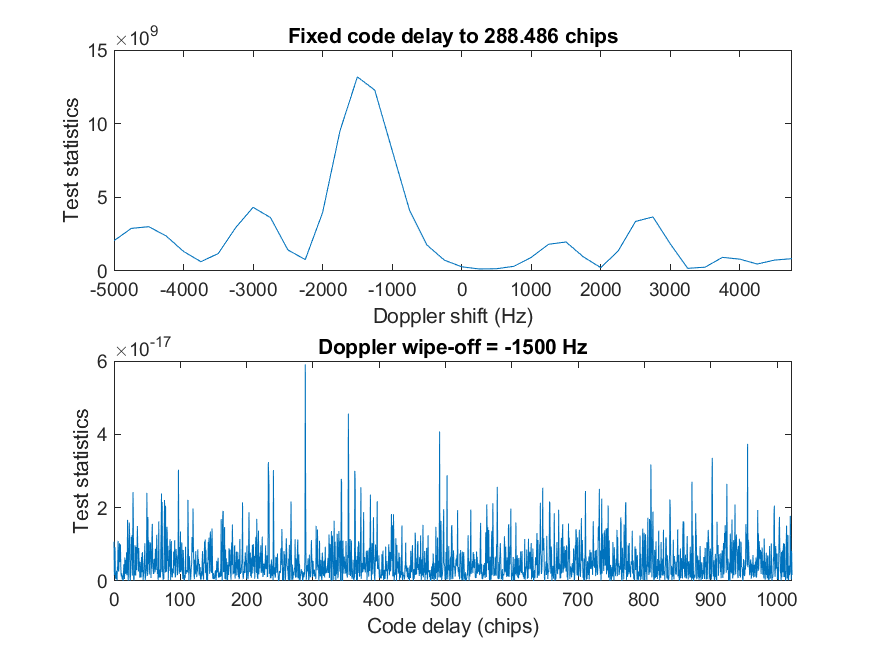 Fixed code delay to 288.486 chips
×10^9
15
10
5
0
Test statistics
-5000 -4000 -3000 -2000 -1000 0 1000 2000 3000 4000
Doppler shift (Hz)
Doppler wipe-off = -1500 Hz
×10^-17
6
4
2
0
Test statistics
0 100 200 300 400 500 600 700 800 900 1000
Code delay (chips)